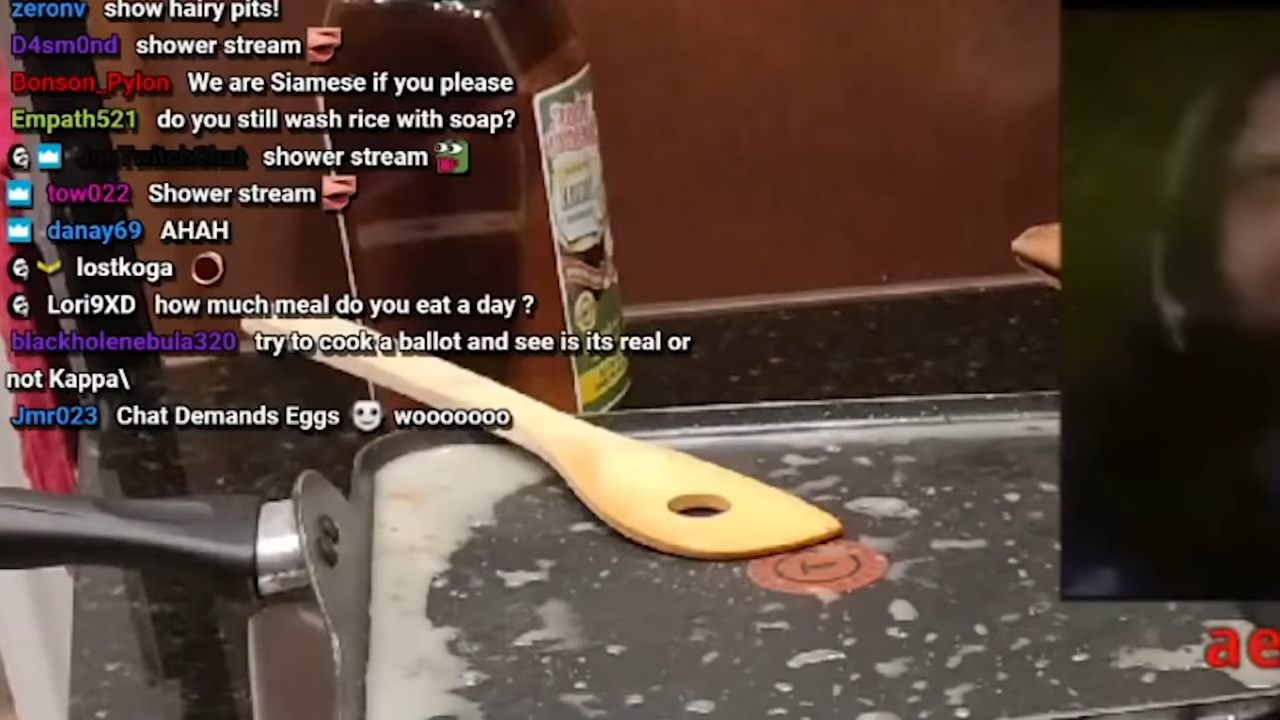 zeronv show hairy pits!
D4sm0nd shower stream
Bonson_Pylon We are Siamese if you please
Empath521 do you still wash rice with soap?
shower stream
tow022 Shower stream
danay69 AHAH
lostkoga
Lori9XD how much meal do you eat a day ?
blackholenebula320 try to cook a ballot and see is its real or
not Kappa\
Jmr023 Chat Demands Eggs wooooooo
ae